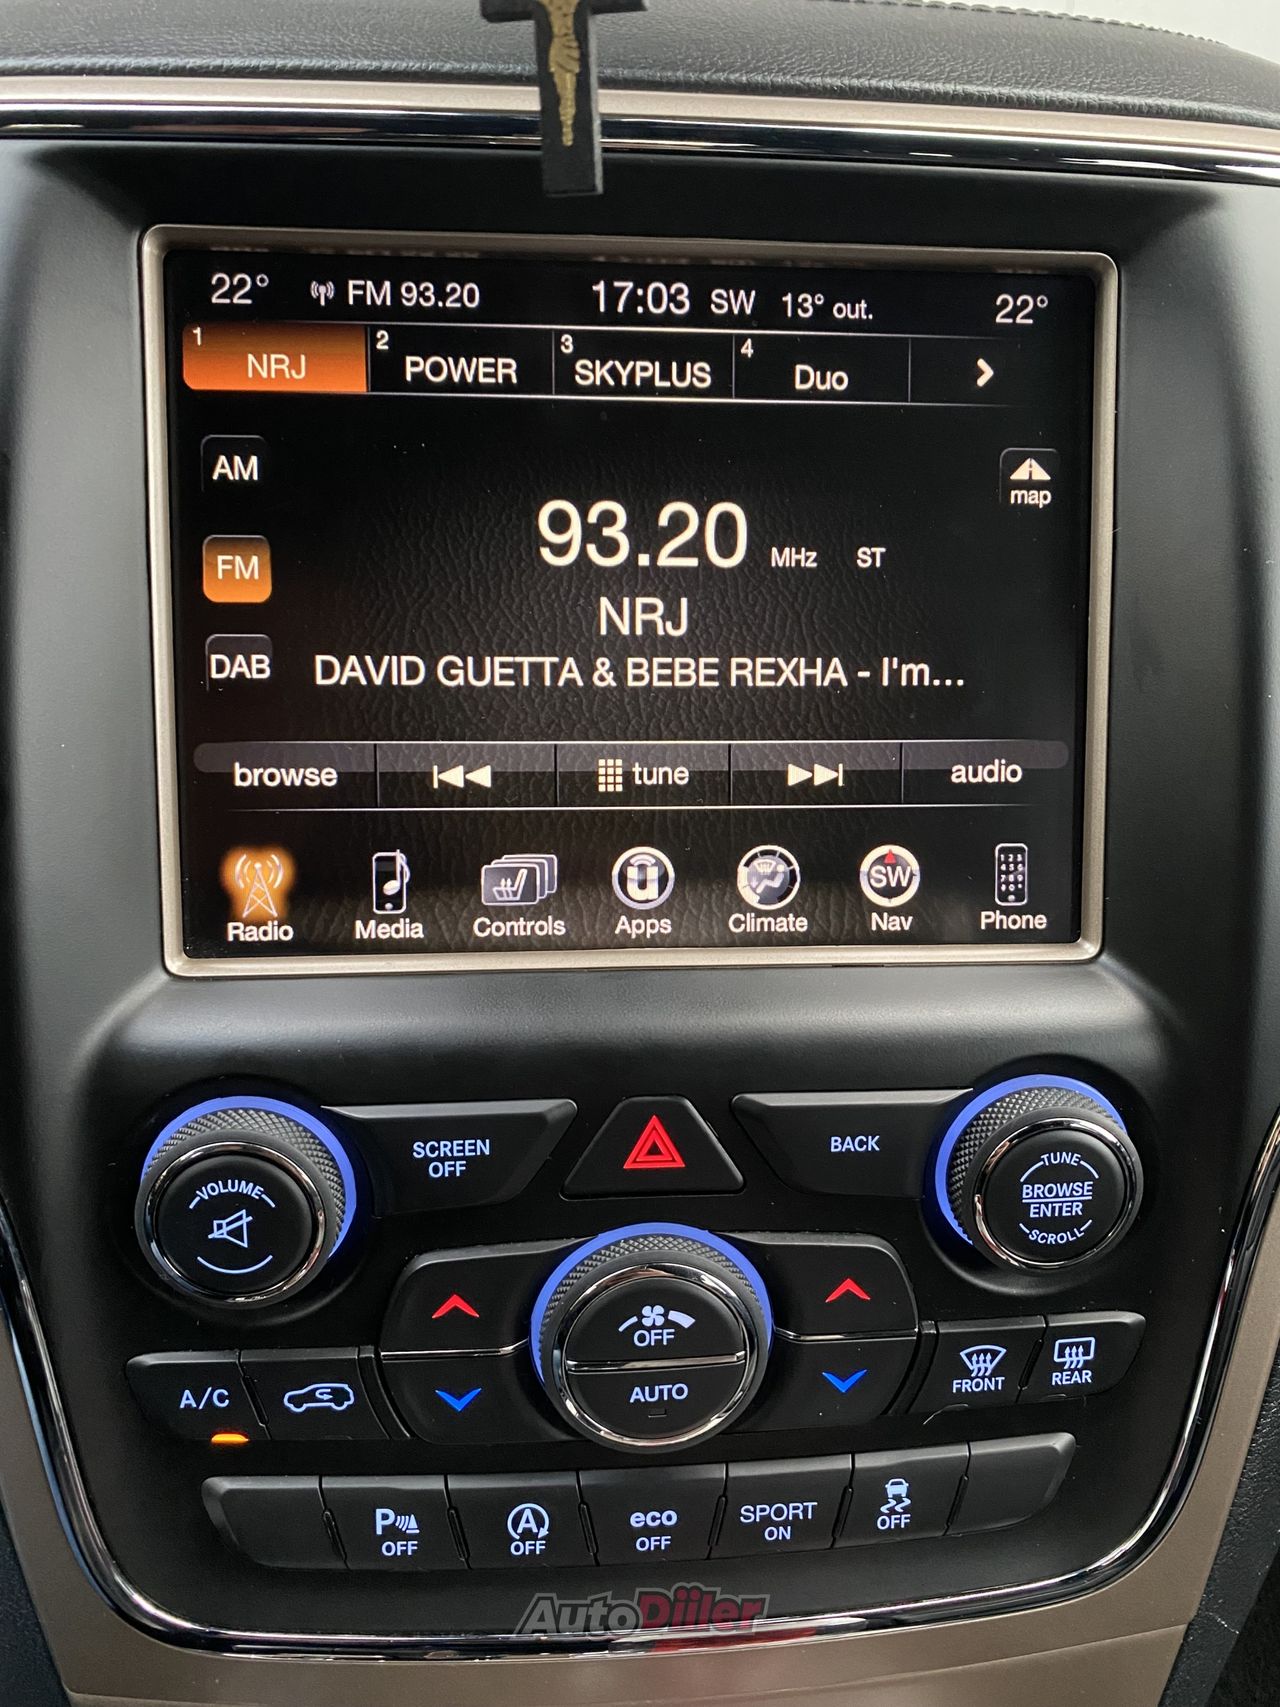 22° FM 93.20 17:03 SW 13° out. 22°
1 NRJ 2 POWER 3 SKYPLUS 4 Duo
AM
map
93.20 MHz ST
FM
NRJ
DAB DAVID GUETTA & BEBE REXHA - I'm...
browse tune audio
SW
Radio Media Controls Apps Climate Nav Phone
SCREEN OFF
BACK
VOLUME
TUNE
BROWSE
ENTER
SCROLL
OFF
AUTO
A/C
FRONT
REAR
P OFF
A OFF
eco OFF
SPORT ON
OFF
AutoDiiler